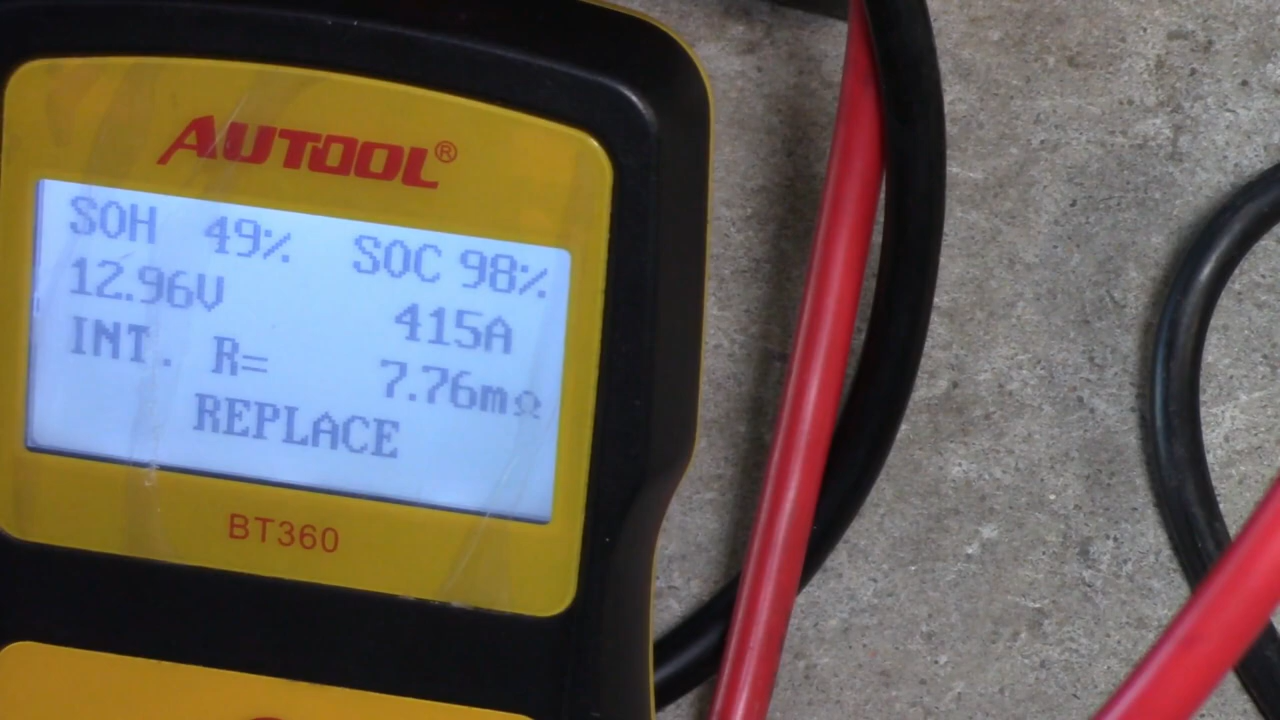 AUTOOL®
SOH 49% SOC 98%
12.96V 415A
INT. R= 7.76mΩ
REPLACE
BT360